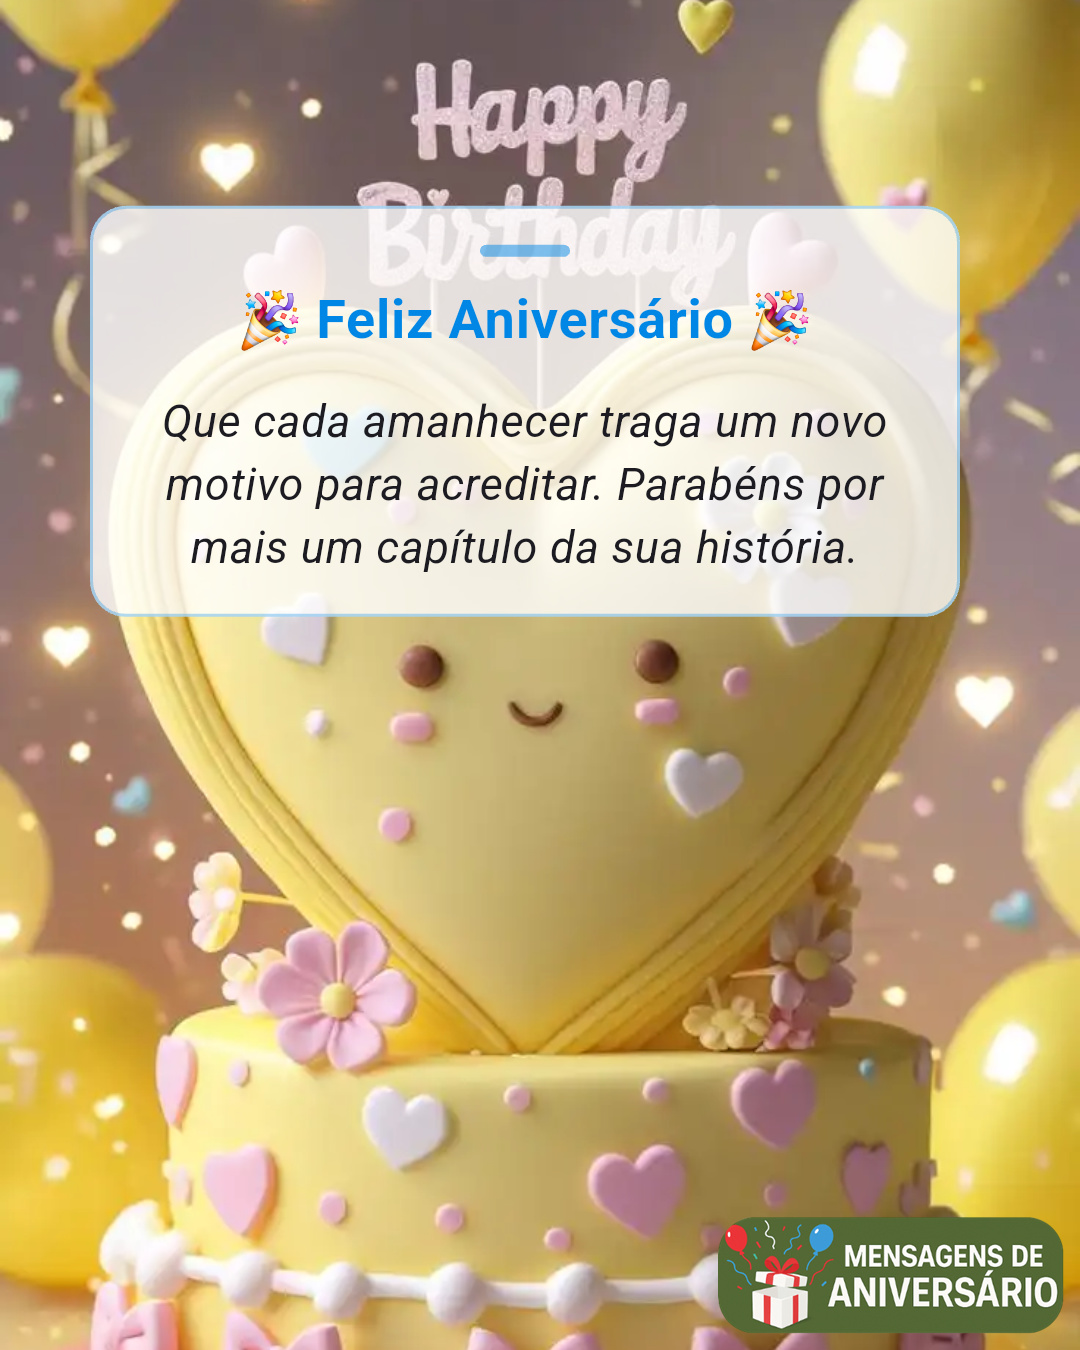 Happy
Birthday
🎉 Feliz Aniversário 🎉
Que cada amanhecer traga um novo
motivo para acreditar. Parabéns por
mais um capítulo da sua história.
MENSAGENS DE
ANIVERSÁRIO